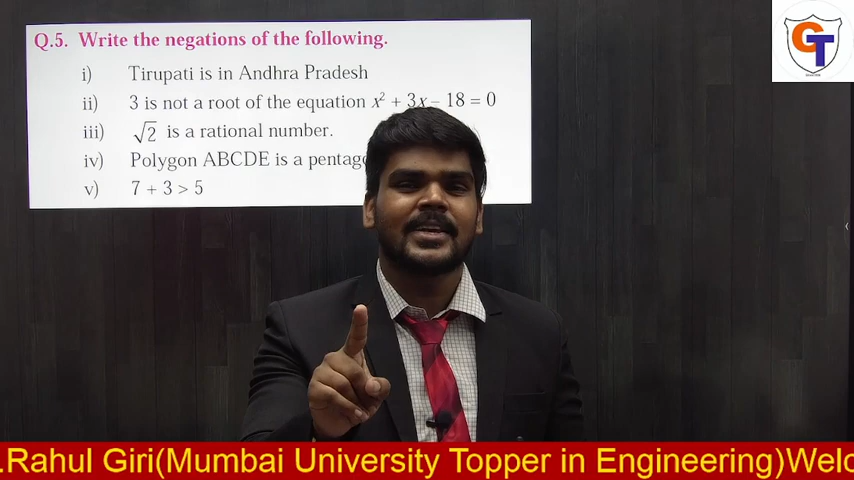 Q.5. Write the negations of the following.
i) Tirupati is in Andhra Pradesh
ii) 3 is not a root of the equation x² + 3x – 18 = 0
iii) √2 is a rational number.
iv) Polygon ABCDE is a
v) 7 + 3 > 5
GT
.Rahul Giri(Mumbai University Topper in Engineering)